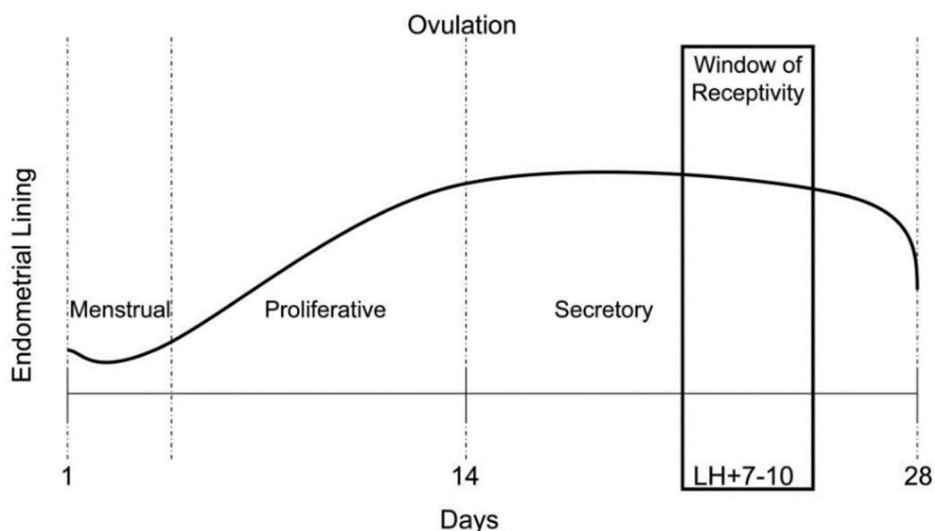 Ovulation
Window of
Receptivity
Endometrial Lining
Menstrual
Proliferative
Secretory
1
14
LH+7-10
28
Days